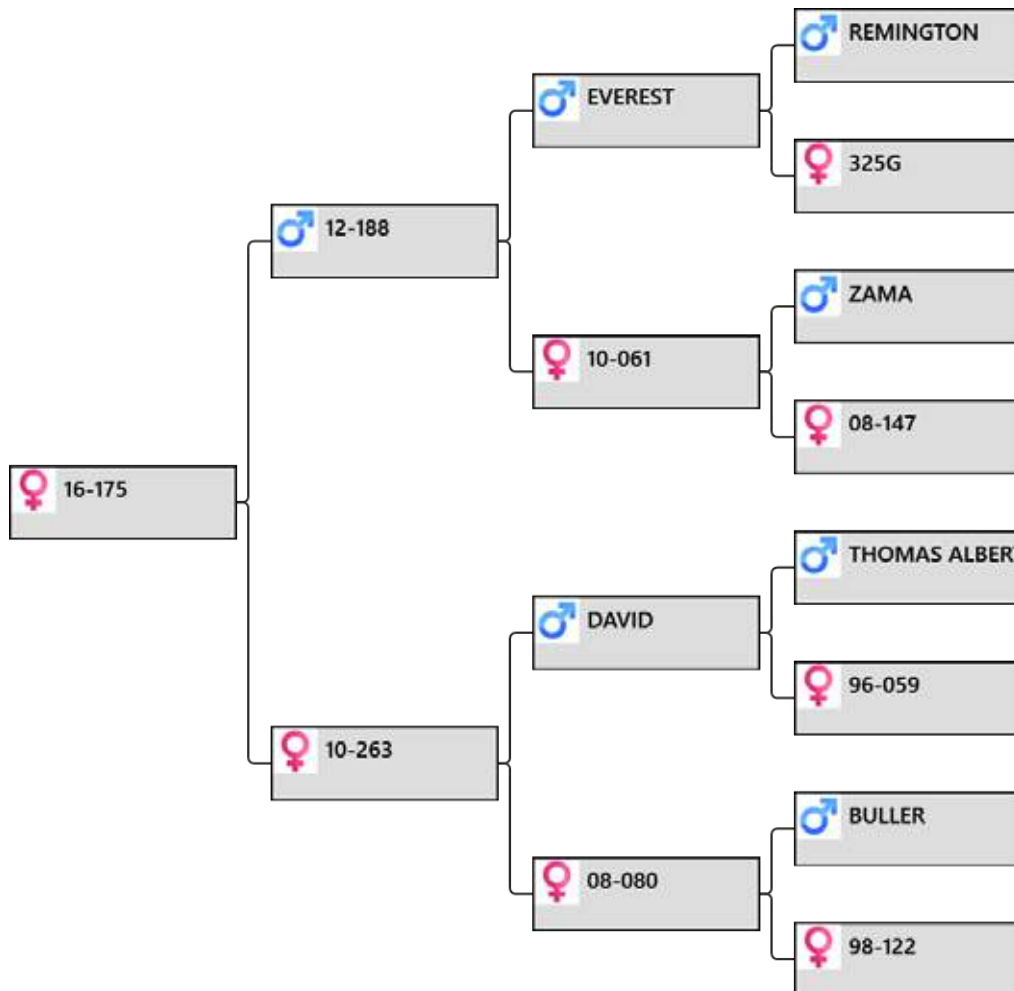 REMINGTON
EVEREST
325G
12-188
ZAMA
10-061
08-147
16-175
THOMAS ALBER
DAVID
96-059
10-263
BULLER
08-080
98-122